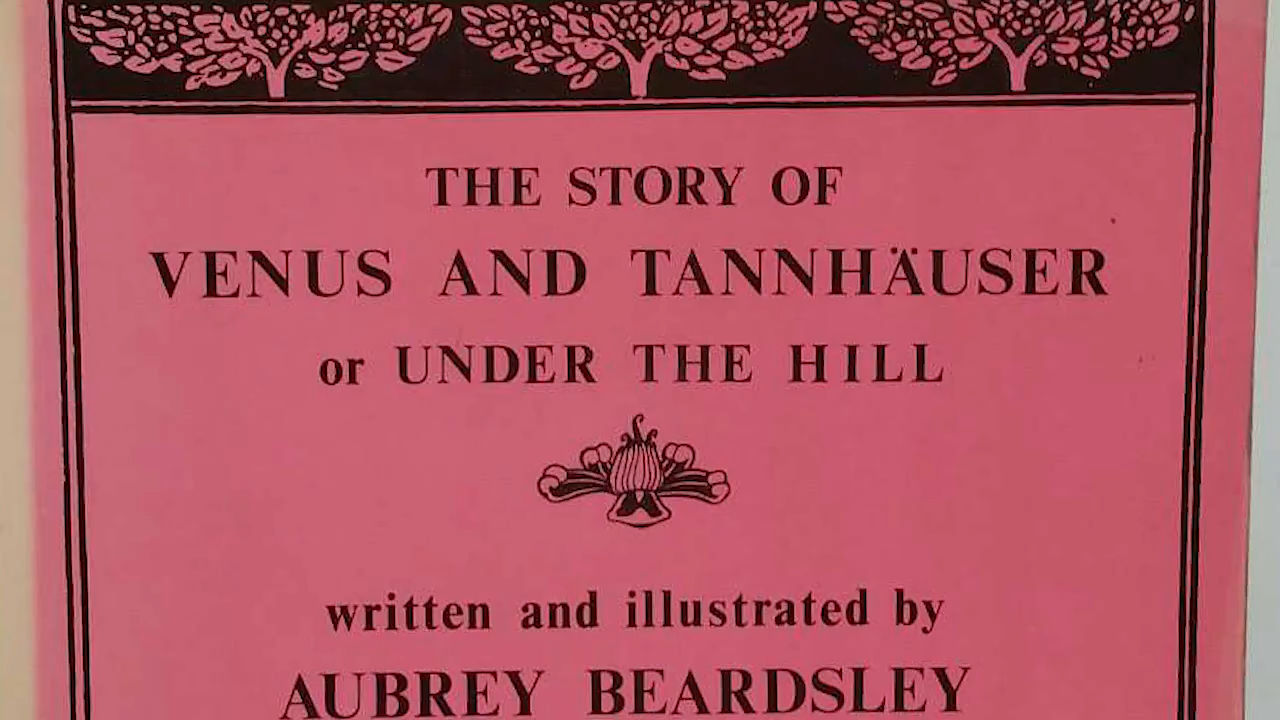 THE STORY OF
VENUS AND TANNHÄUSER
or UNDER THE HILL
written and illustrated by
AUBREY BEARDSLEY